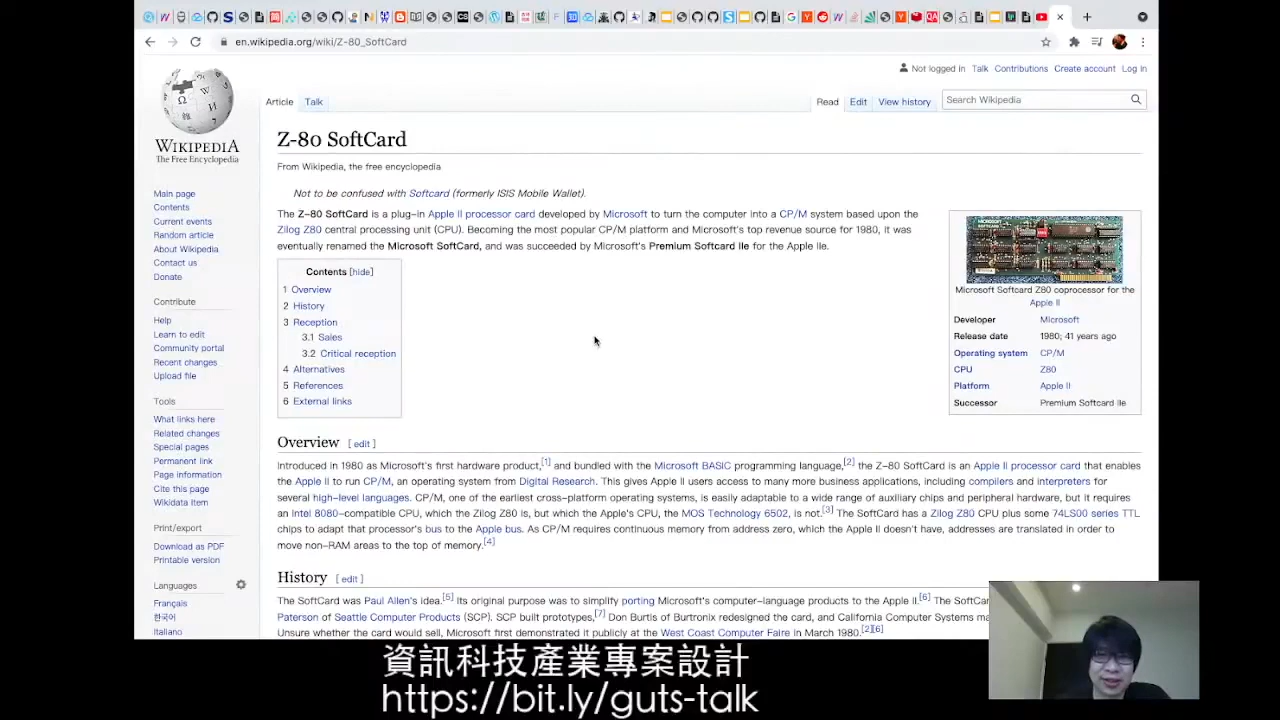 en.wikipedia.org/wiki/Z-80_SoftCard
Not logged in Talk Contributions Create account Log in
Article Talk Read Edit View history Search Wikipedia
WIKIPEDIA
The Free Encyclopedia
Main page
Contents
Current events
Random article
About Wikipedia
Contact us
Donate
Contribute
Help
Learn to edit
Community portal
Recent changes
Upload file
Tools
What links here
Related changes
Special pages
Permanent link
Page information
Cite this page
Wikidata item
Print/export
Download as PDF
Printable version
Languages
Français
한국어
Italiano
Z-80 SoftCard
From Wikipedia, the free encyclopedia
Not to be confused with Softcard (formerly ISIS Mobile Wallet).
The Z-80 SoftCard is a plug-in Apple II processor card developed by Microsoft to turn the computer into a CP/M system based upon the
Zilog Z80 central processing unit (CPU). Becoming the most popular CP/M platform and Microsoft's top revenue source for 1980, it was
eventually renamed the Microsoft SoftCard, and was succeeded by Microsoft's Premium Softcard IIe for the Apple IIe.
Contents [hide]
1 Overview
2 History
3 Reception
3.1 Sales
3.2 Critical reception
4 Alternatives
5 References
6 External links
Microsoft Softcard Z80 coprocessor for the
Apple II
Developer Microsoft
Release date 1980; 41 years ago
Operating system CP/M
CPU Z80
Platform Apple II
Successor Premium Softcard IIe
Overview [ edit ]
Introduced in 1980 as Microsoft's first hardware product,[1] and bundled with the Microsoft BASIC programming language,[2] the Z-80 SoftCard is an Apple II processor card that enables
the Apple II to run CP/M, an operating system from Digital Research. This gives Apple II users access to many more business applications, including compilers and interpreters for
several high-level languages. CP/M, one of the earliest cross-platform operating systems, is easily adaptable to a wide range of auxiliary chips and peripheral hardware, but it requires
an Intel 8080-compatible CPU, which the Zilog Z80 is, but which the Apple's CPU, the MOS Technology 6502, is not.[3] The SoftCard has a Zilog Z80 CPU plus some 74LS00 series TTL
chips to adapt that processor's bus to the Apple bus. As CP/M requires continuous memory from address zero, which the Apple II doesn't have, addresses are translated in order to
move non-RAM areas to the top of memory.[4]
History [ edit ]
The SoftCard was Paul Allen's idea.[5] Its original purpose was to simplify porting Microsoft's computer-language products to the Apple II.[6] The SoftCar
Paterson of Seattle Computer Products (SCP). SCP built prototypes,[7] Don Burtis of Burtronix redesigned the card, and California Computer Systems ma
Unsure whether the card would sell, Microsoft first demonstrated it publicly at the West Coast Computer Faire in March 1980.[2][6]
資訊科技產業專案設計
https://bit.ly/guts-talk